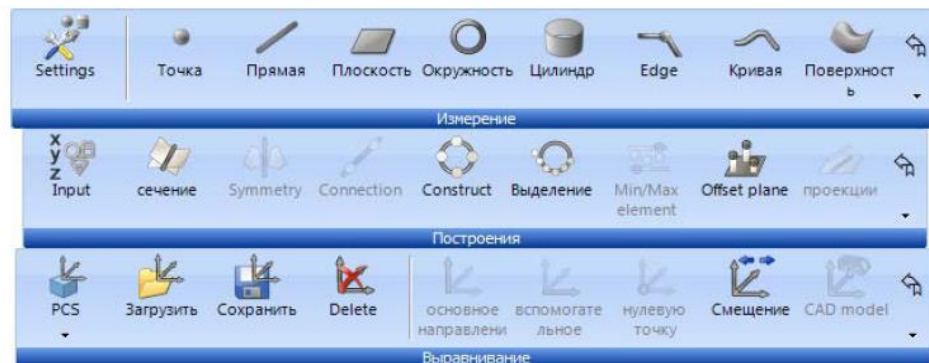 Settings Точка Прямая Плоскость Окружность Цилиндр Edge Кривая Поверхност
ь
Измерение
x
y
z
Input сечение Symmetry Connection Construct Выделение Min/Max Offset plane проекции
element
Построения
PCS Загрузить Сохранить Delete основное вспомогате нулевую Смещение CAD model
направлени льное точку
Выравнивание